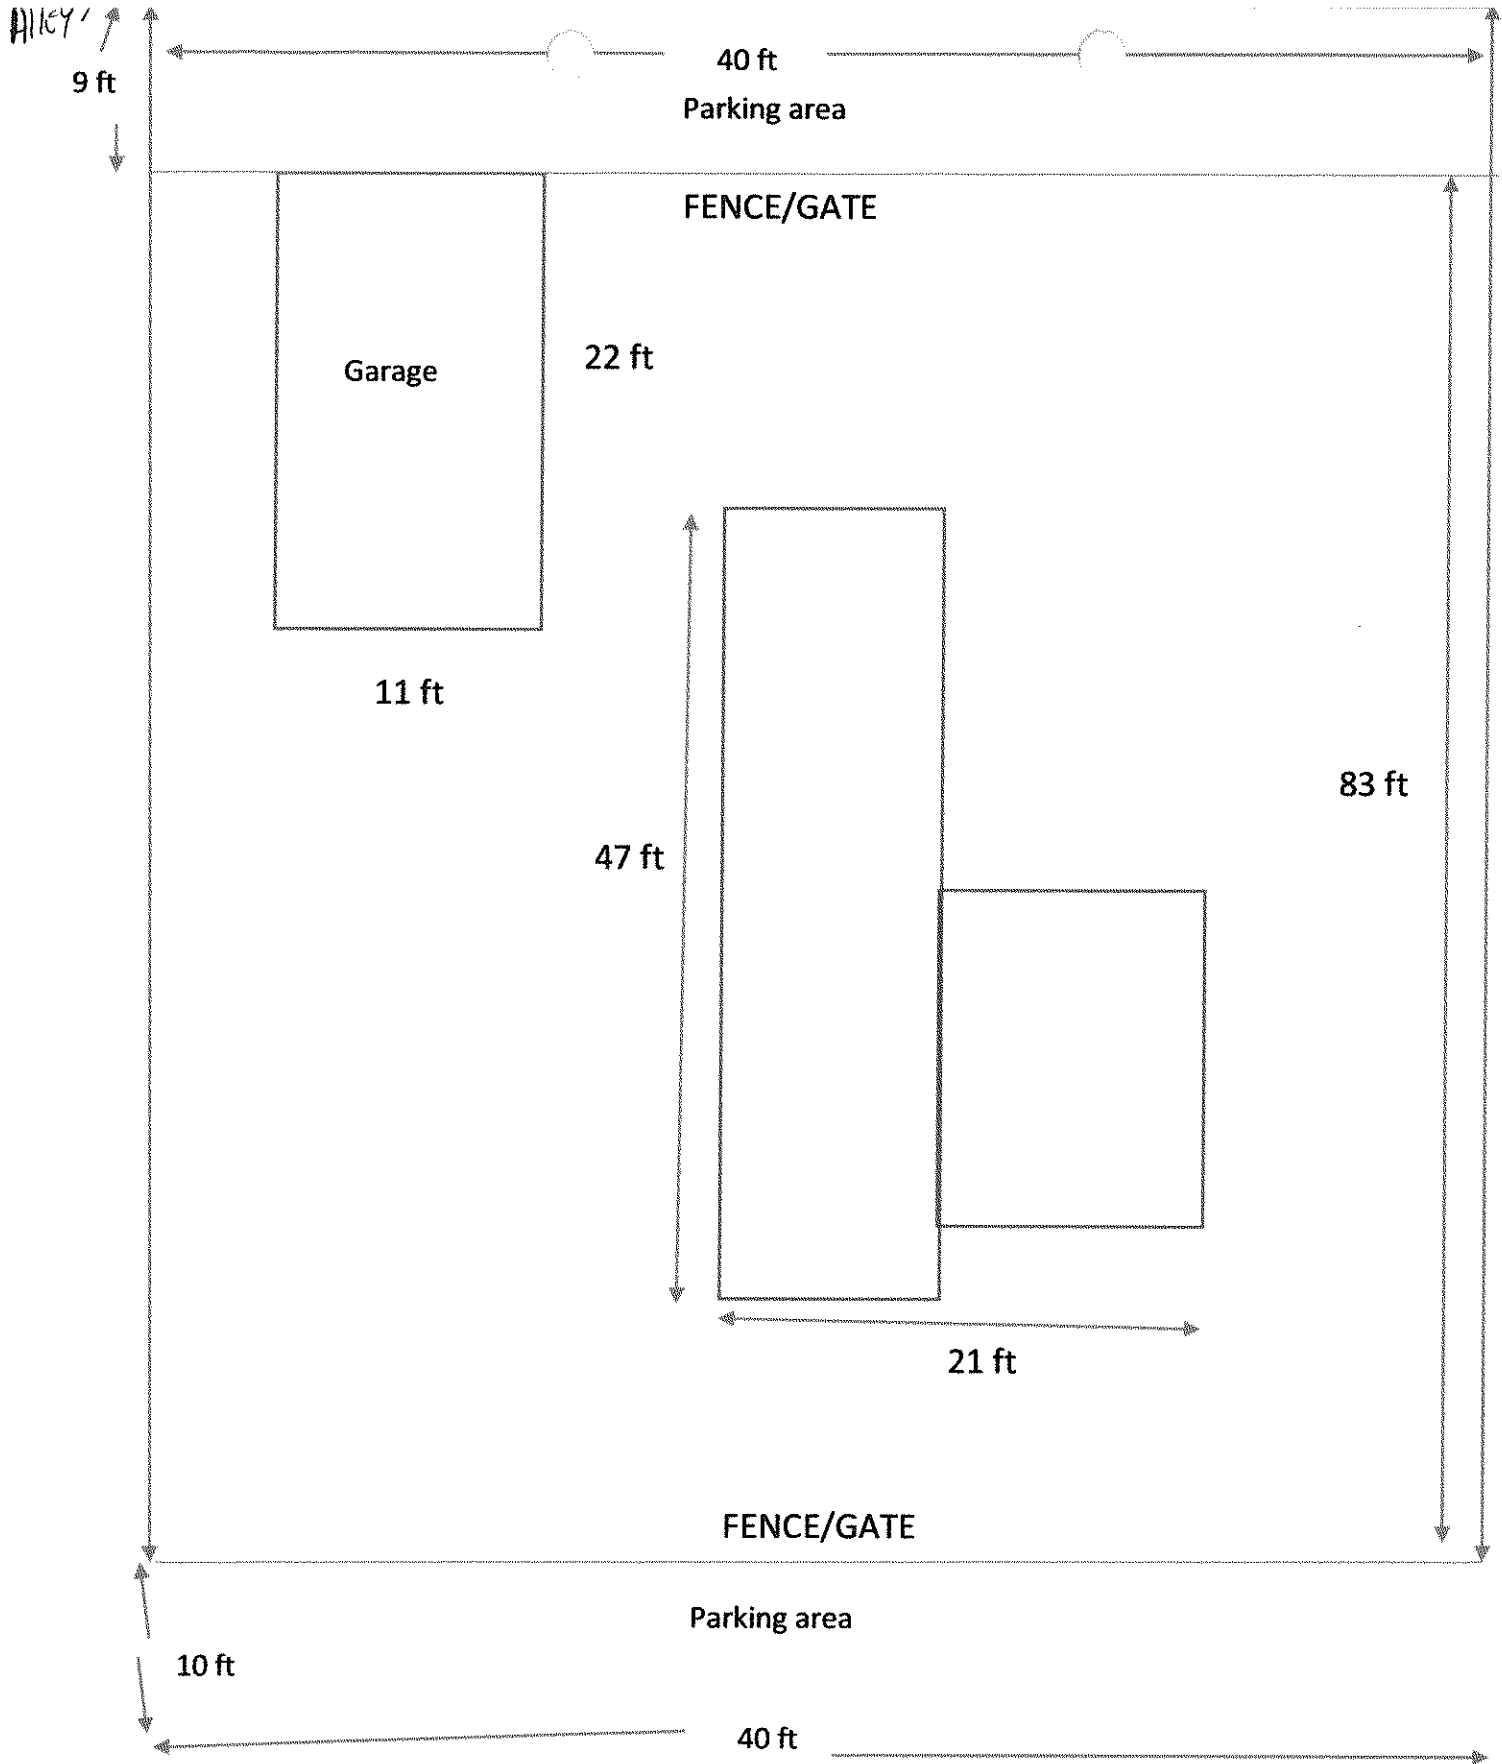 Alley
9 ft
40 ft
Parking area
FENCE/GATE
Garage
22 ft
11 ft
83 ft
47 ft
21 ft
FENCE/GATE
Parking area
10 ft
40 ft